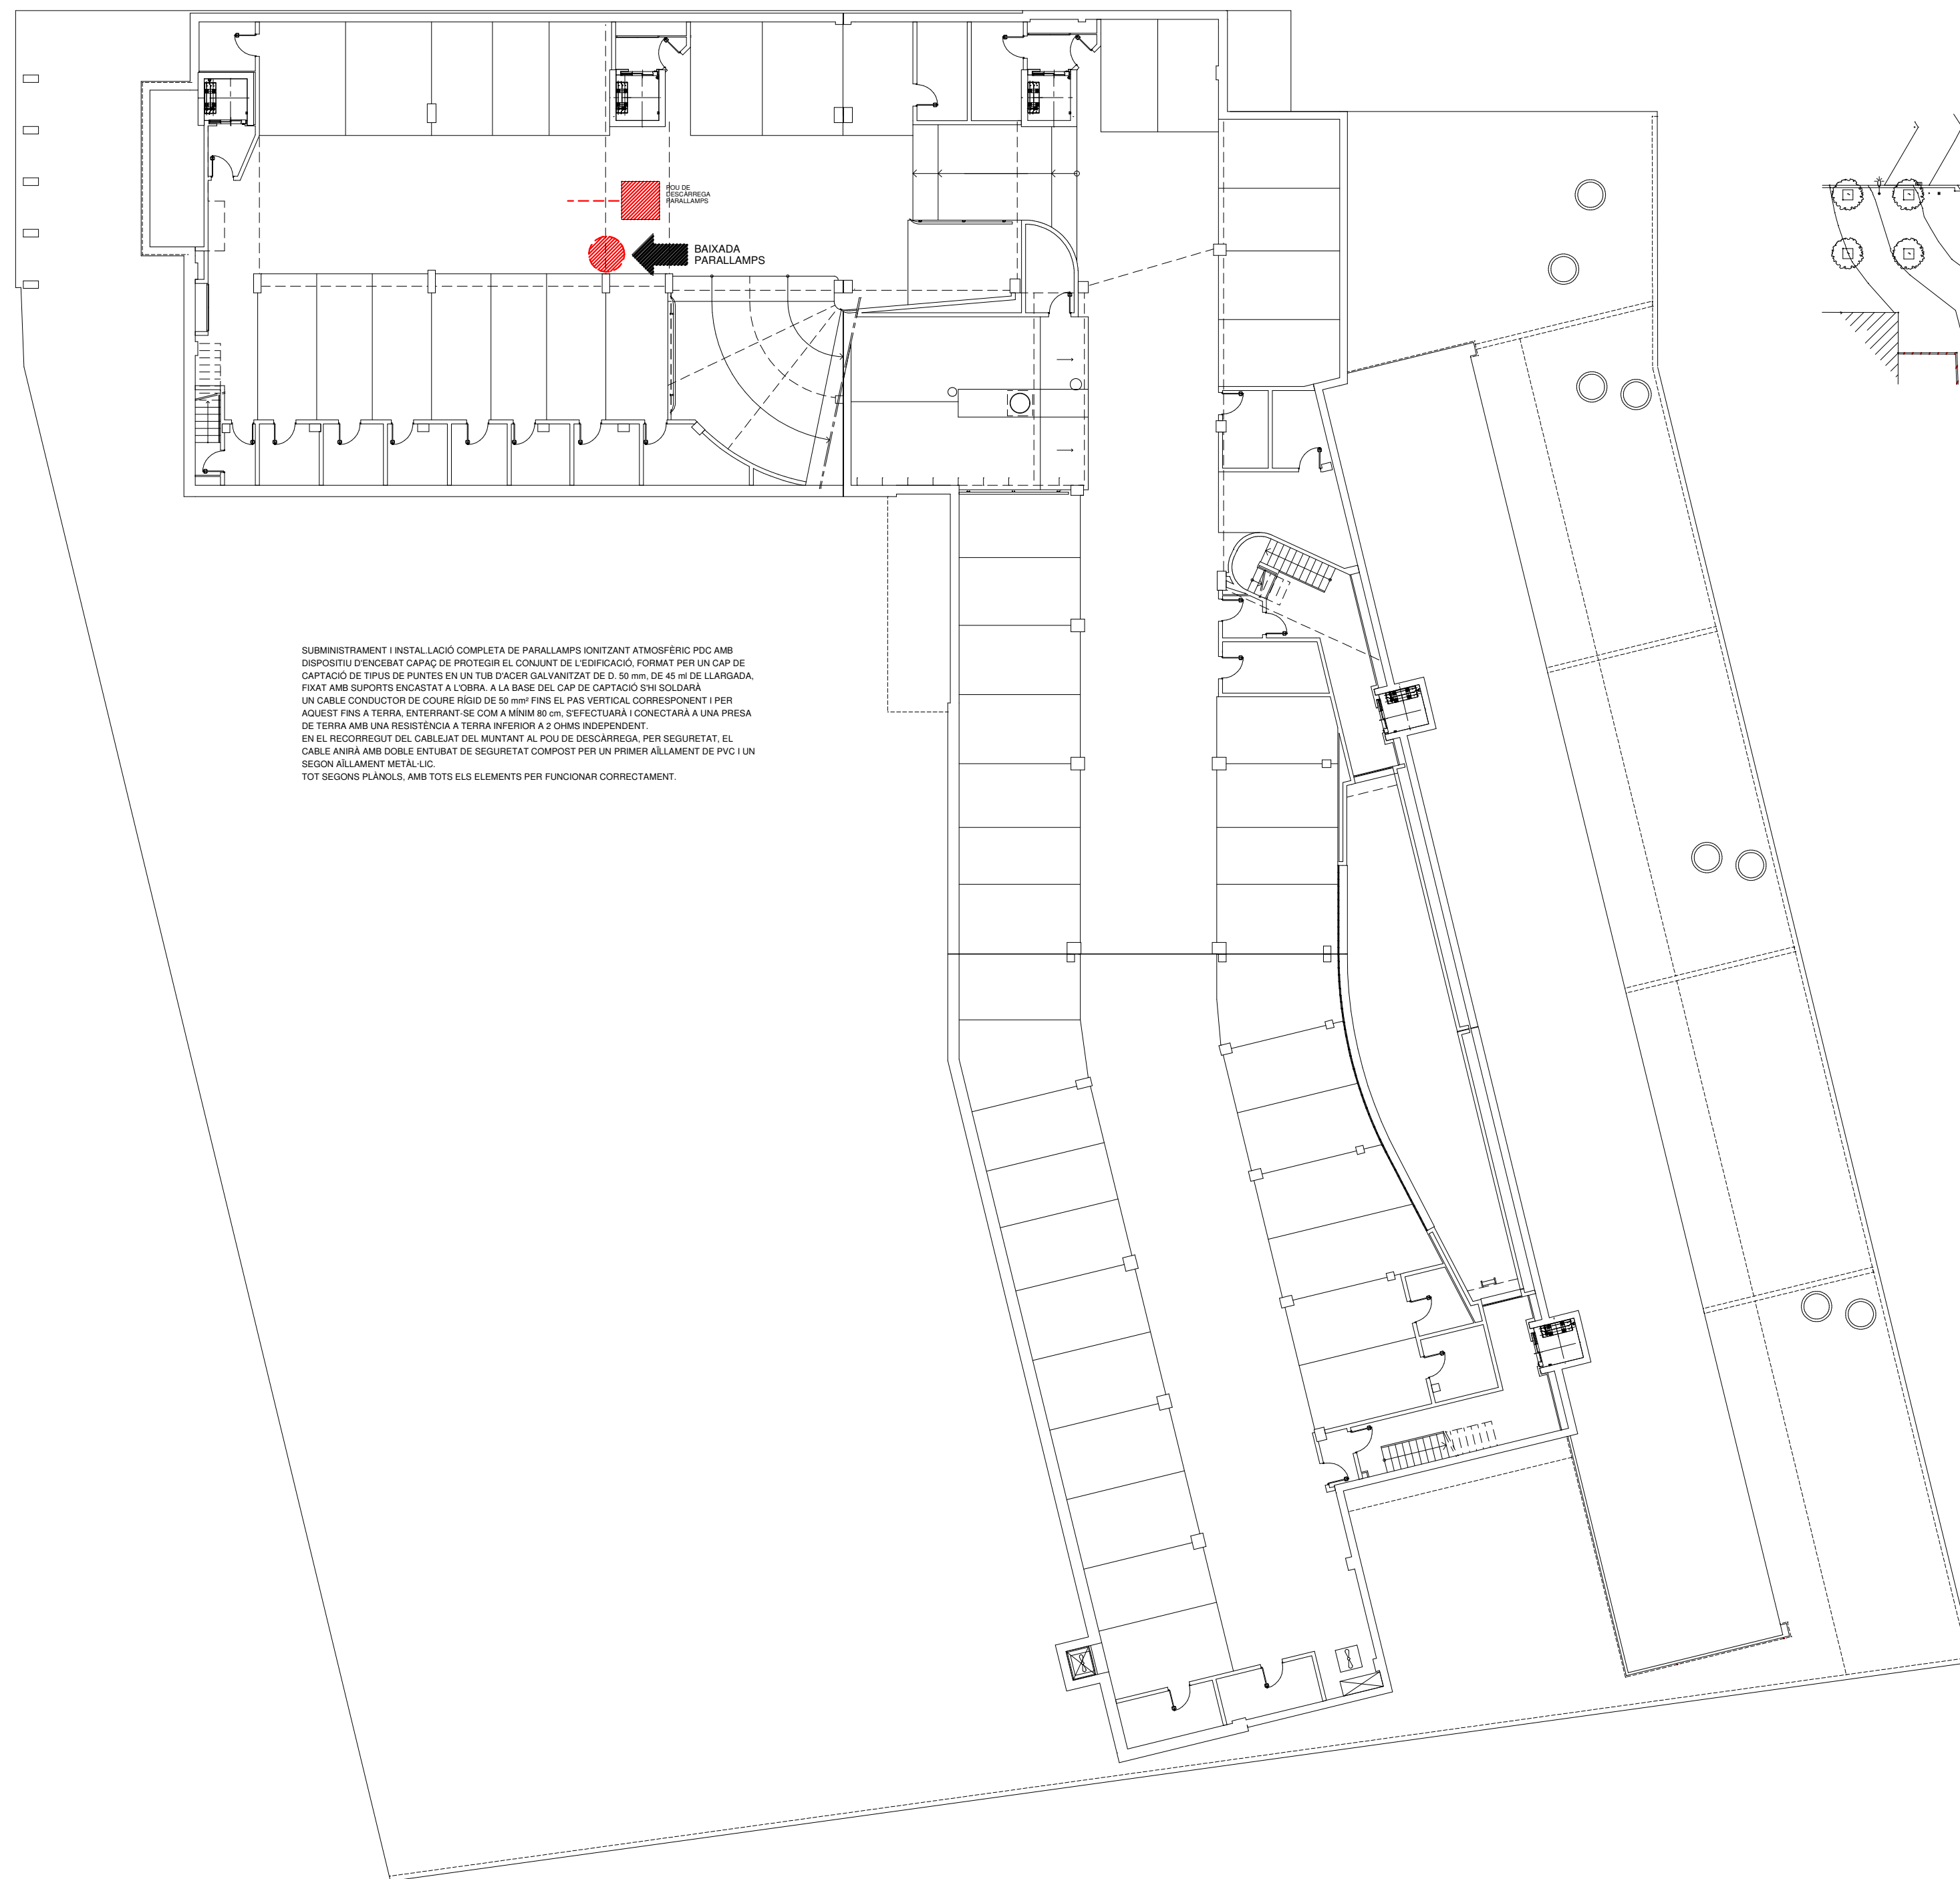 POU DE
DESCÀRREGA
PARALLAMPS
BAIXADA
PARALLAMPS
SUBMINISTRAMENT I INSTAL.LACIÓ COMPLETA DE PARALLAMPS IONITZANT ATMOSFÈRIC PDC AMB
DISPOSITIU D'ENCEBAT CAPAÇ DE PROTEGIR EL CONJUNT DE L'EDIFICACIÓ, FORMAT PER UN CAP DE
CAPTACIÓ DE TIPUS DE PUNTES EN UN TUB D'ACER GALVANITZAT DE D. 50 mm, DE 45 ml DE LLARGADA,
FIXAT AMB SUPORTS ENCASTAT A L'OBRA. A LA BASE DEL CAP DE CAPTACIÓ S'HI SOLDARÀ
UN CABLE CONDUCTOR DE COURE RÍGID DE 50 mm² FINS EL PAS VERTICAL CORRESPONENT I PER
AQUEST FINS A TERRA, ENTERRANT-SE COM A MÍNIM 80 cm, S'EFECTUARÀ I CONECTARÀ A UNA PRESA
DE TERRA AMB UNA RESISTÈNCIA A TERRA INFERIOR A 2 OHMS INDEPENDENT.
EN EL RECORREGUT DEL CABLEJAT DEL MUNTANT AL POU DE DESCÀRREGA, PER SEGURETAT, EL
CABLE ANIRÀ AMB DOBLE ENTUBAT DE SEGURETAT COMPOST PER UN PRIMER AÏLLAMENT DE PVC I UN
SEGON AÏLLAMENT METÀL·LIC.
TOT SEGONS PLÀNOLS, AMB TOTS ELS ELEMENTS PER FUNCIONAR CORRECTAMENT.